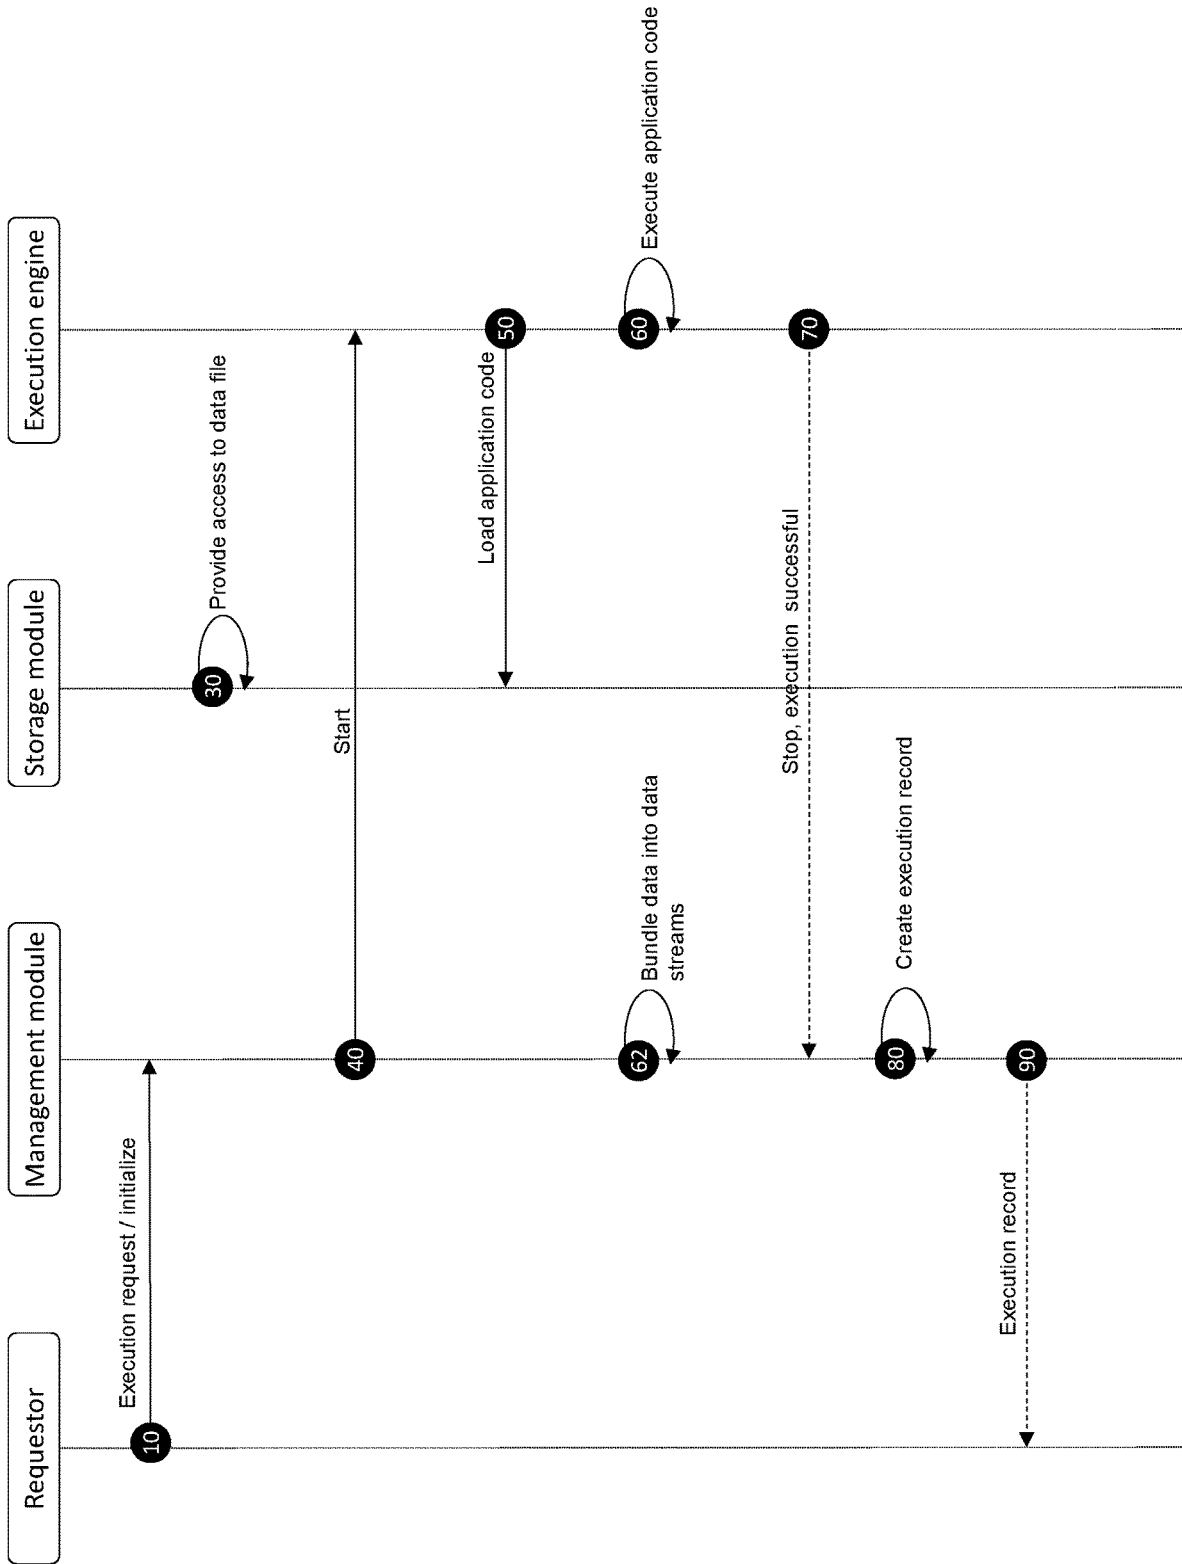 Requestor
Management module
Storage module
Execution engine
Execution request / initialize
10
30
Provide access to data file
Start
40
50
Load application code
60
Execute application code
62
Bundle data into data
streams
70
Stop, execution successful
80
Create execution record
90
Execution record